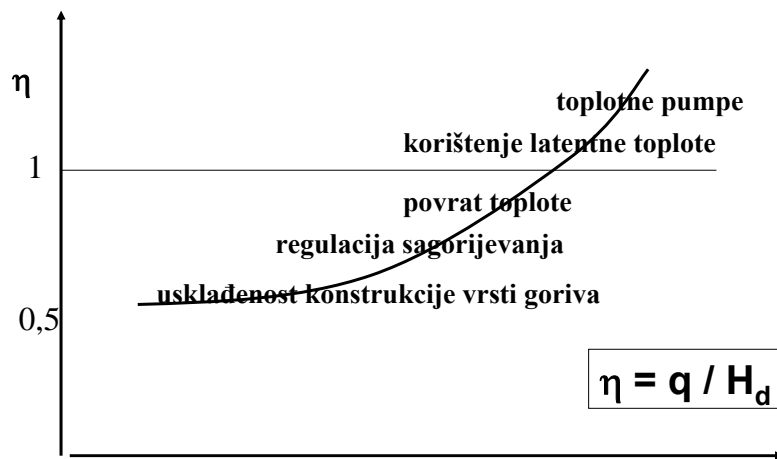 η
toplotne pumpe
korištenje latentne toplote
1
povrat toplote
regulacija sagorijevanja
usklađenost konstrukcije vrsti goriva
0,5
η = q / Hd